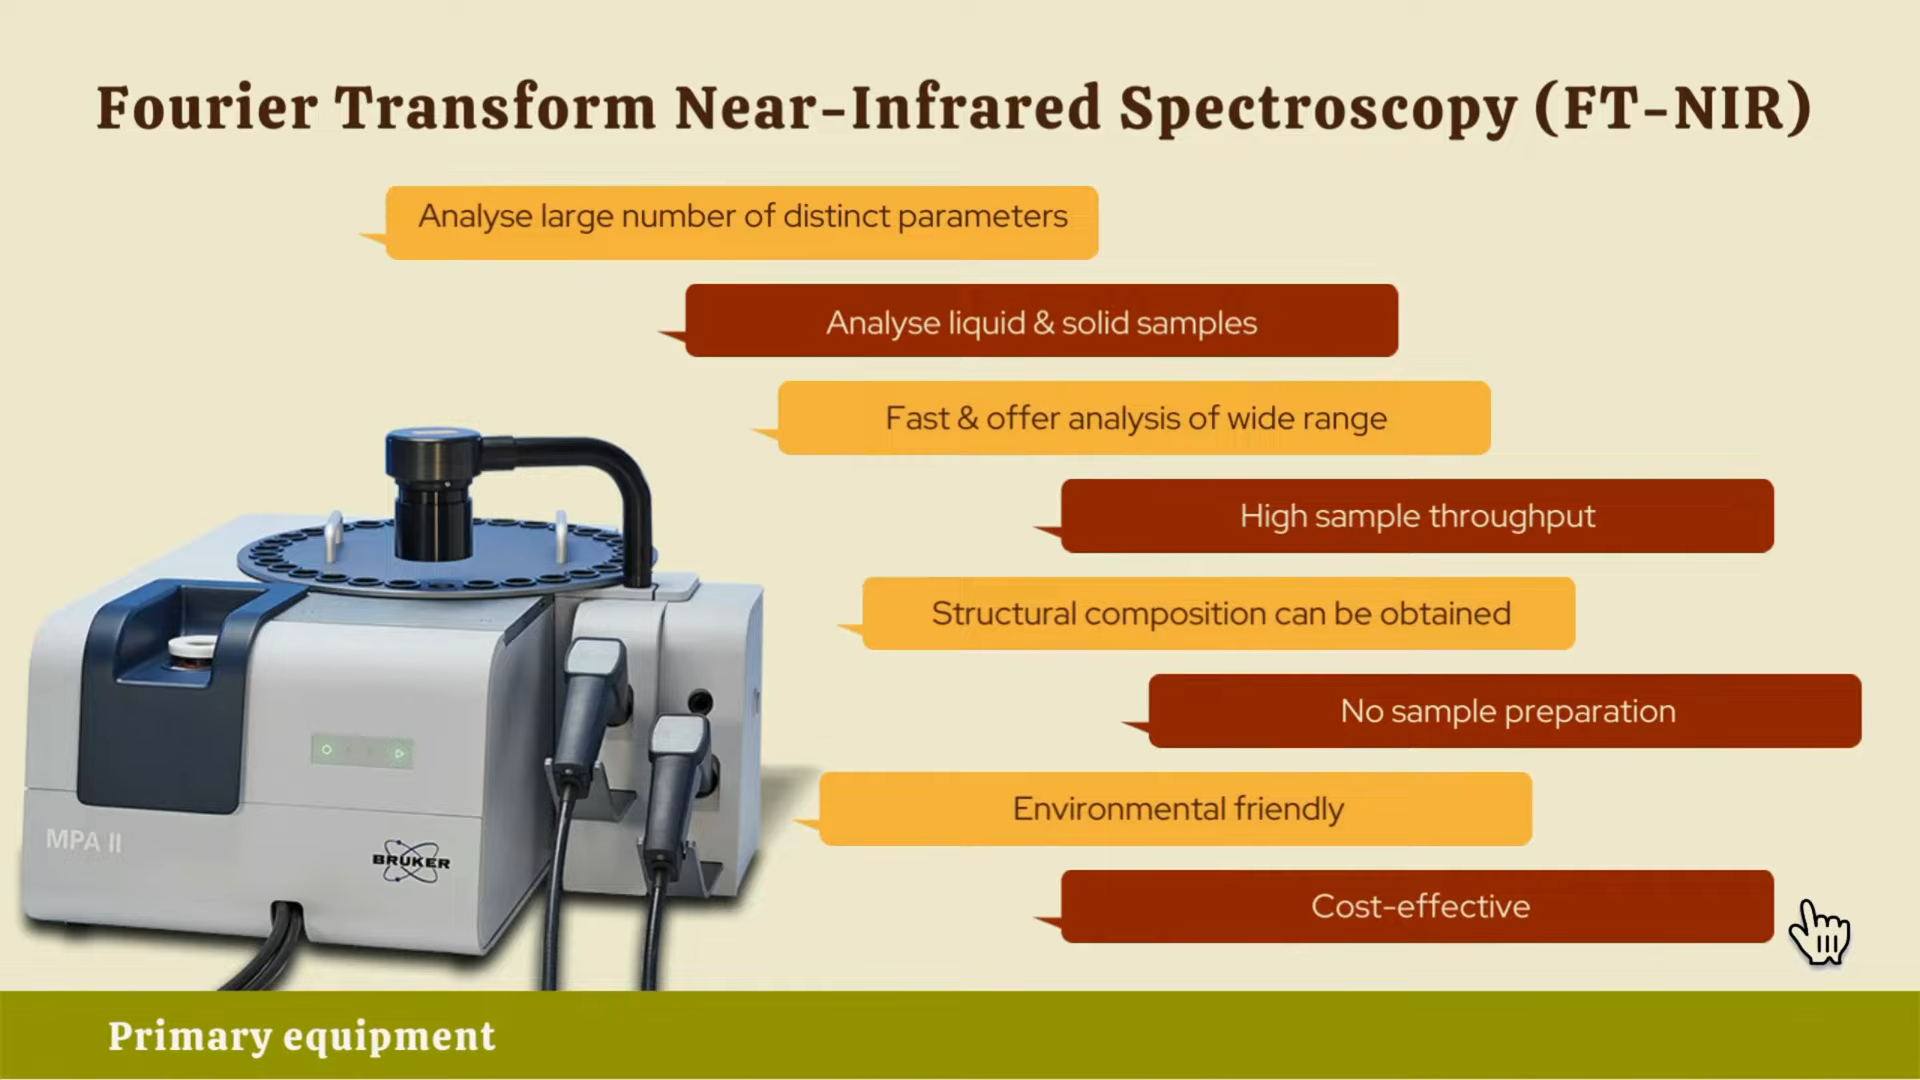 Fourier Transform Near-Infrared Spectroscopy (FT-NIR)
Analyse large number of distinct parameters
Analyse liquid & solid samples
Fast & offer analysis of wide range
High sample throughput
Structural composition can be obtained
No sample preparation
Environmental friendly
Cost-effective
MPA II
BRUKER
Primary equipment